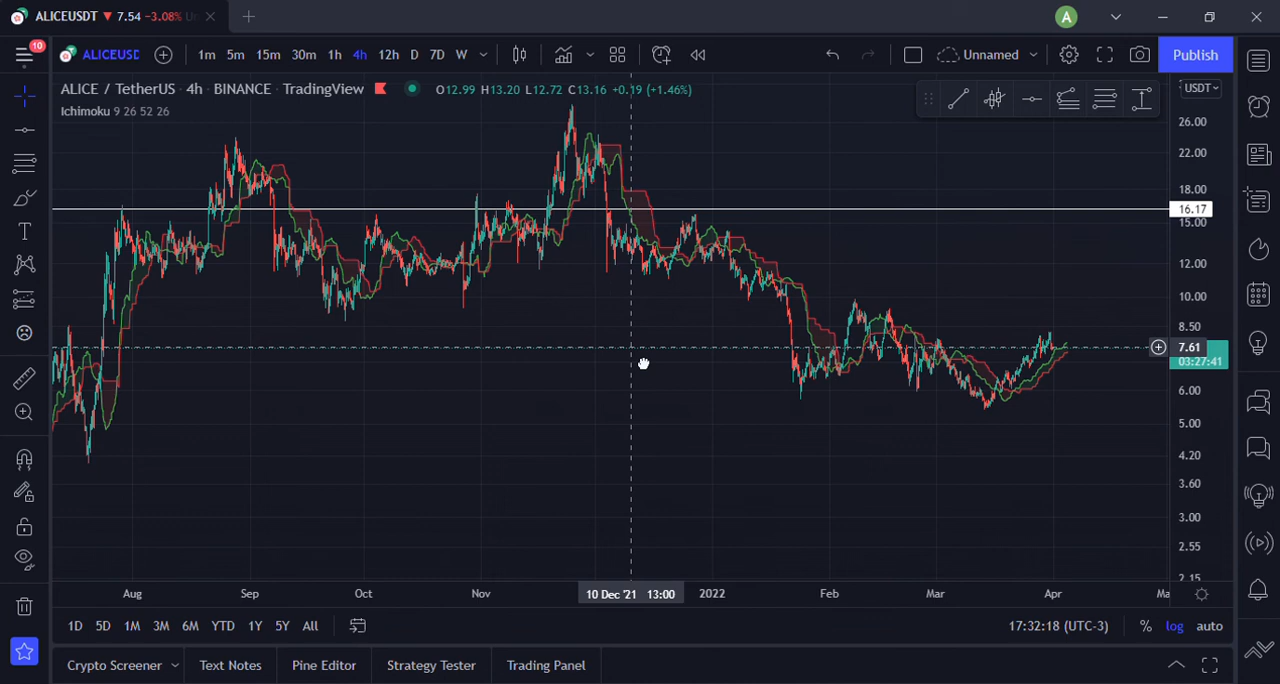 ALICEUSDT ▼ 7.54 −3.08%
A
10
ALICEUSD
1m 5m 15m 30m 1h 4h 12h D 7D W
Unnamed
Publish
ALICE / TetherUS · 4h · BINANCE · TradingView
O12.99 H13.20 L12.72 C13.16 +0.19 (+1.46%)
Ichimoku 9 26 52 26
USDT
26.00
22.00
18.00
16.17
15.00
12.00
10.00
8.50
7.61
03:27:41
6.00
5.00
4.20
3.60
3.00
2.55
2.15
Aug Sep Oct Nov 10 Dec '21 13:00 2022 Feb Mar Apr Ma
1D 5D 1M 3M 6M YTD 1Y 5Y All
17:32:18 (UTC-3) % log auto
Crypto Screener Text Notes Pine Editor Strategy Tester Trading Panel